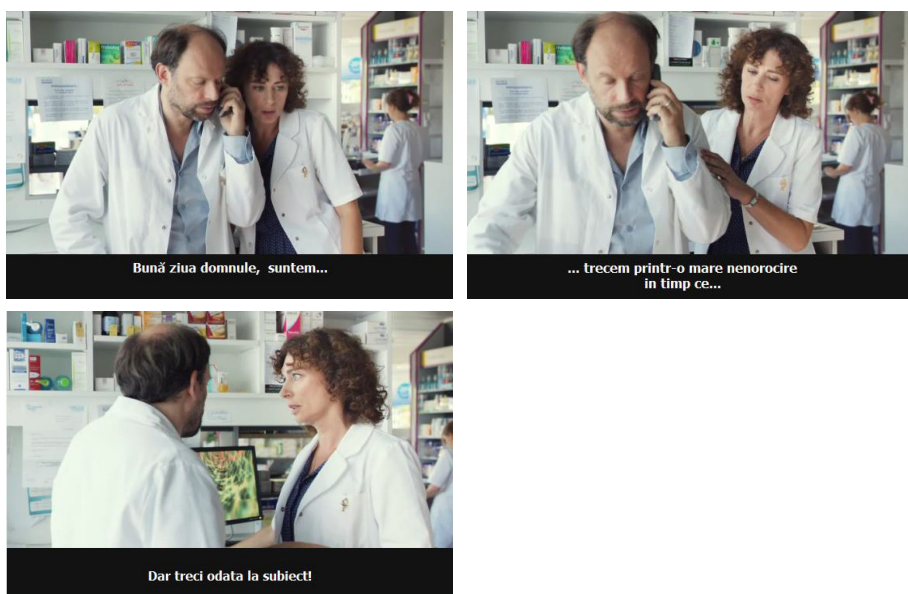 Bună ziua domnule, suntem...
... trecem printr-o mare nenorocire
in timp ce...
Dar treci odata la subiect!